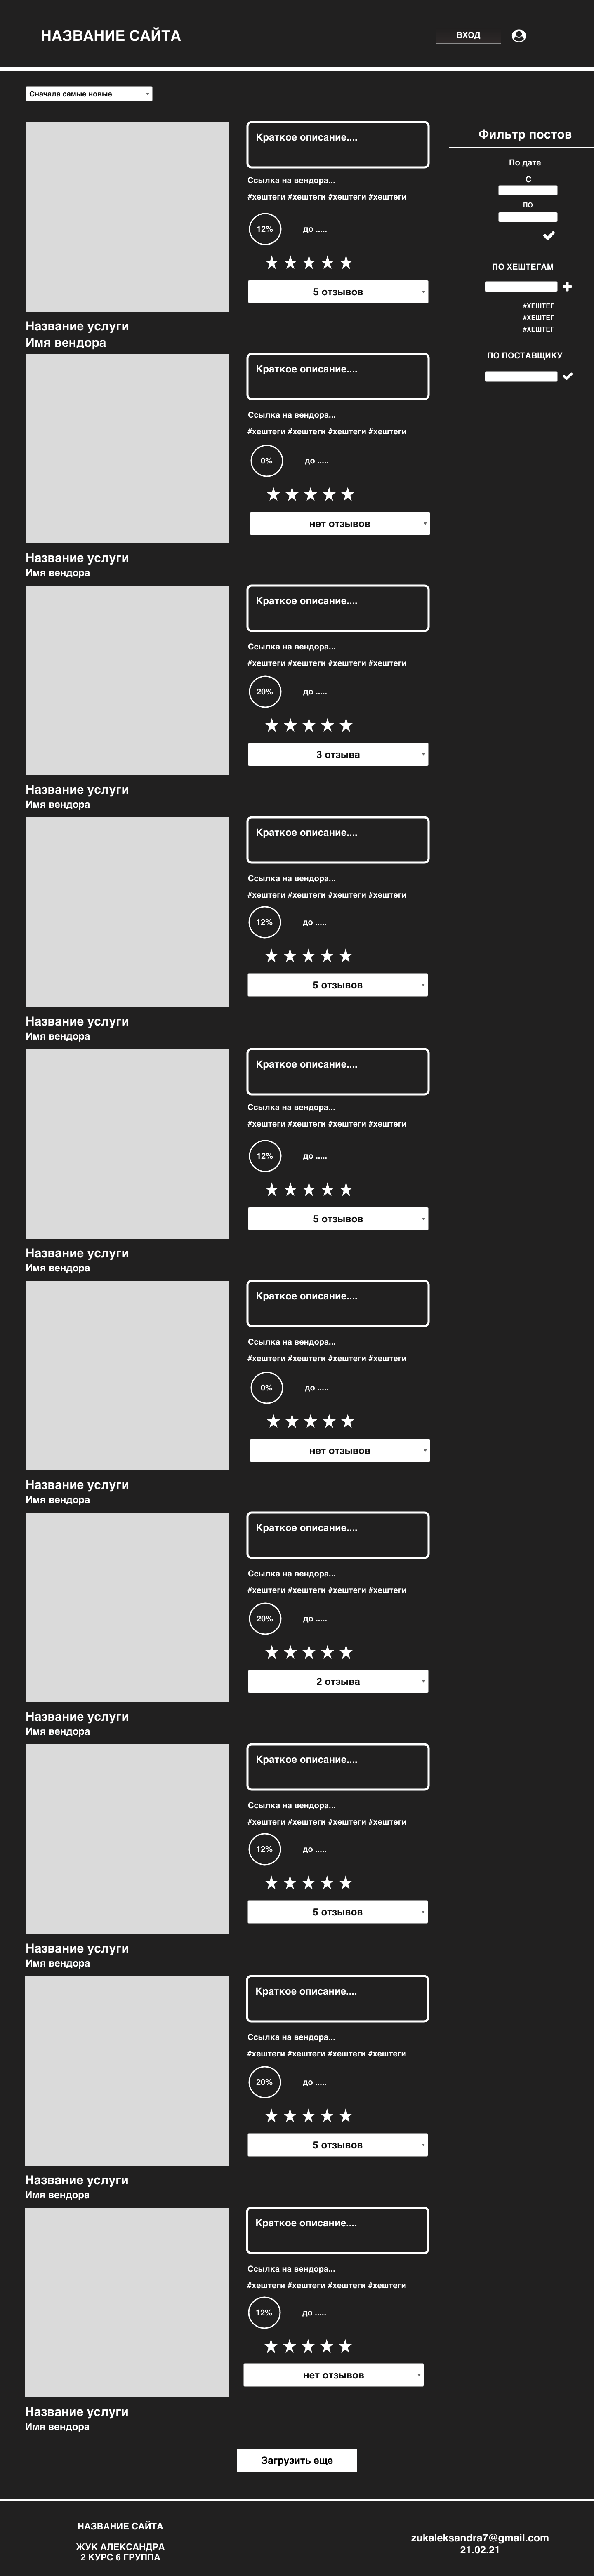 НАЗВАНИЕ САЙТА
ВХОД
Сначала самые новые
Краткое описание....
Ссылка на вендора...
#хештеги #хештеги #хештеги #хештеги
12%
до .....
5 отзывов
Название услуги
Имя вендора
Фильтр постов
По дате
С
ПО
ПО ХЕШТЕГАМ
#ХЕШТЕГ
#ХЕШТЕГ
#ХЕШТЕГ
ПО ПОСТАВЩИКУ
Краткое описание....
Ссылка на вендора...
#хештеги #хештеги #хештеги #хештеги
0%
до .....
нет отзывов
Название услуги
Имя вендора
Краткое описание....
Ссылка на вендора...
#хештеги #хештеги #хештеги #хештеги
20%
до .....
3 отзыва
Название услуги
Имя вендора
Краткое описание....
Ссылка на вендора...
#хештеги #хештеги #хештеги #хештеги
12%
до .....
5 отзывов
Название услуги
Имя вендора
Краткое описание....
Ссылка на вендора...
#хештеги #хештеги #хештеги #хештеги
12%
до .....
5 отзывов
Название услуги
Имя вендора
Краткое описание....
Ссылка на вендора...
#хештеги #хештеги #хештеги #хештеги
0%
до .....
нет отзывов
Название услуги
Имя вендора
Краткое описание....
Ссылка на вендора...
#хештеги #хештеги #хештеги #хештеги
20%
до .....
2 отзыва
Название услуги
Имя вендора
Краткое описание....
Ссылка на вендора...
#хештеги #хештеги #хештеги #хештеги
12%
до .....
5 отзывов
Название услуги
Имя вендора
Краткое описание....
Ссылка на вендора...
#хештеги #хештеги #хештеги #хештеги
20%
до .....
5 отзывов
Название услуги
Имя вендора
Краткое описание....
Ссылка на вендора...
#хештеги #хештеги #хештеги #хештеги
12%
до .....
нет отзывов
Название услуги
Имя вендора
Загрузить еще
НАЗВАНИЕ САЙТА
ЖУК АЛЕКСАНДРА
2 КУРС 6 ГРУППА
zukaleksandra7@gmail.com
21.02.21